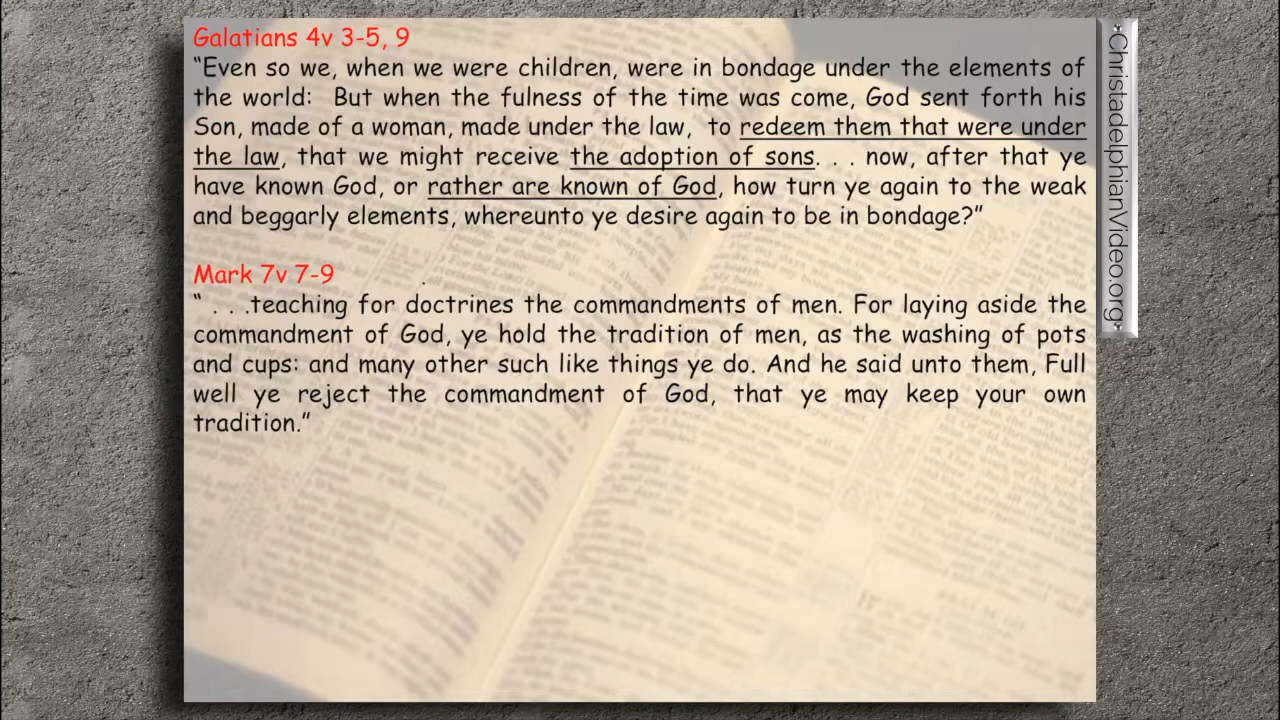 Galatians 4v 3-5, 9
“Even so we, when we were children, were in bondage under the elements of
the world: But when the fulness of the time was come, God sent forth his
Son, made of a woman, made under the law, to redeem them that were under
the law, that we might receive the adoption of sons. . . now, after that ye
have known God, or rather are known of God, how turn ye again to the weak
and beggarly elements, whereunto ye desire again to be in bondage?”
Mark 7v 7-9
“ . . .teaching for doctrines the commandments of men. For laying aside the
commandment of God, ye hold the tradition of men, as the washing of pots
and cups: and many other such like things ye do. And he said unto them, Full
well ye reject the commandment of God, that ye may keep your own
tradition.”
ChristadelphianVideo.org